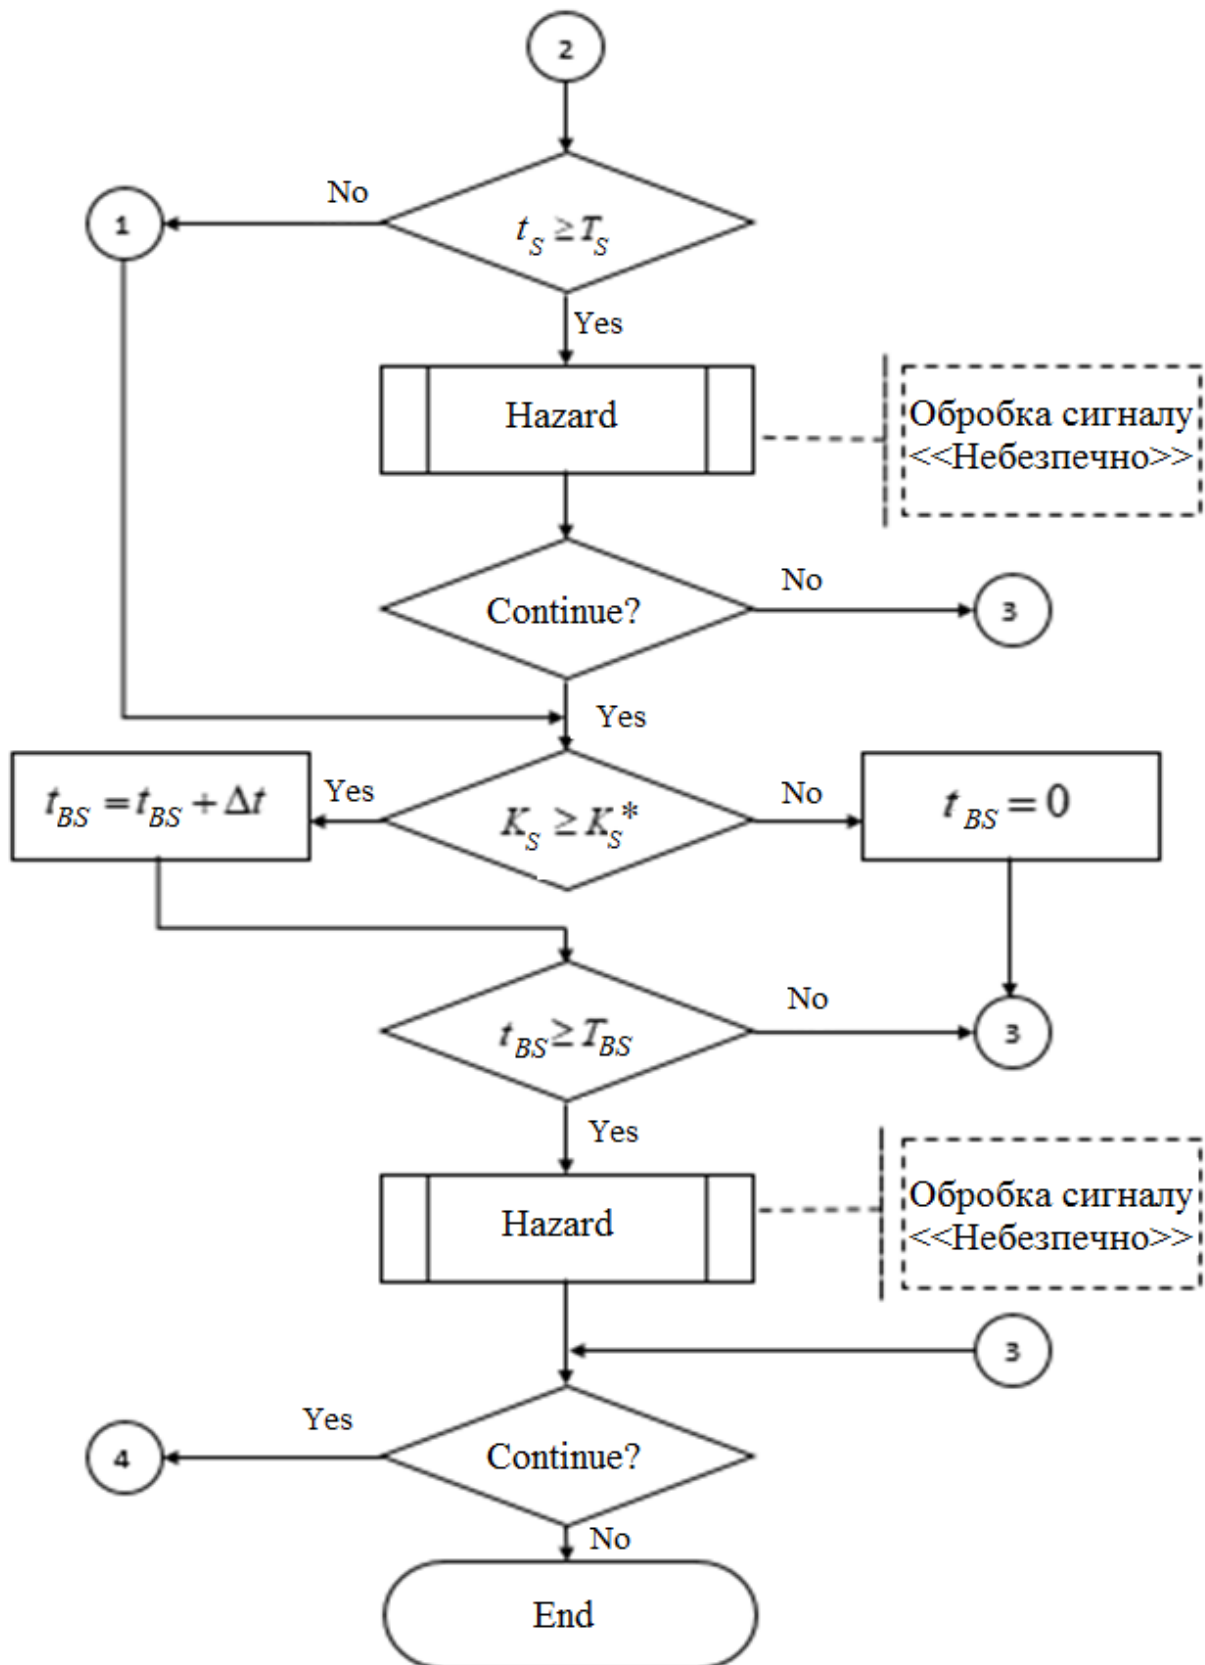 2
No
1
t_S ≥ T_S
Yes
Hazard
Обробка сигналу
<<Небезпечно>>
Continue?
No
3
Yes
t_BS = t_BS + Δt
Yes
K_S ≥ K_S*
No
t_BS = 0
t_BS ≥ T_BS
No
3
Yes
Hazard
Обробка сигналу
<<Небезпечно>>
3
Yes
4
Continue?
No
End